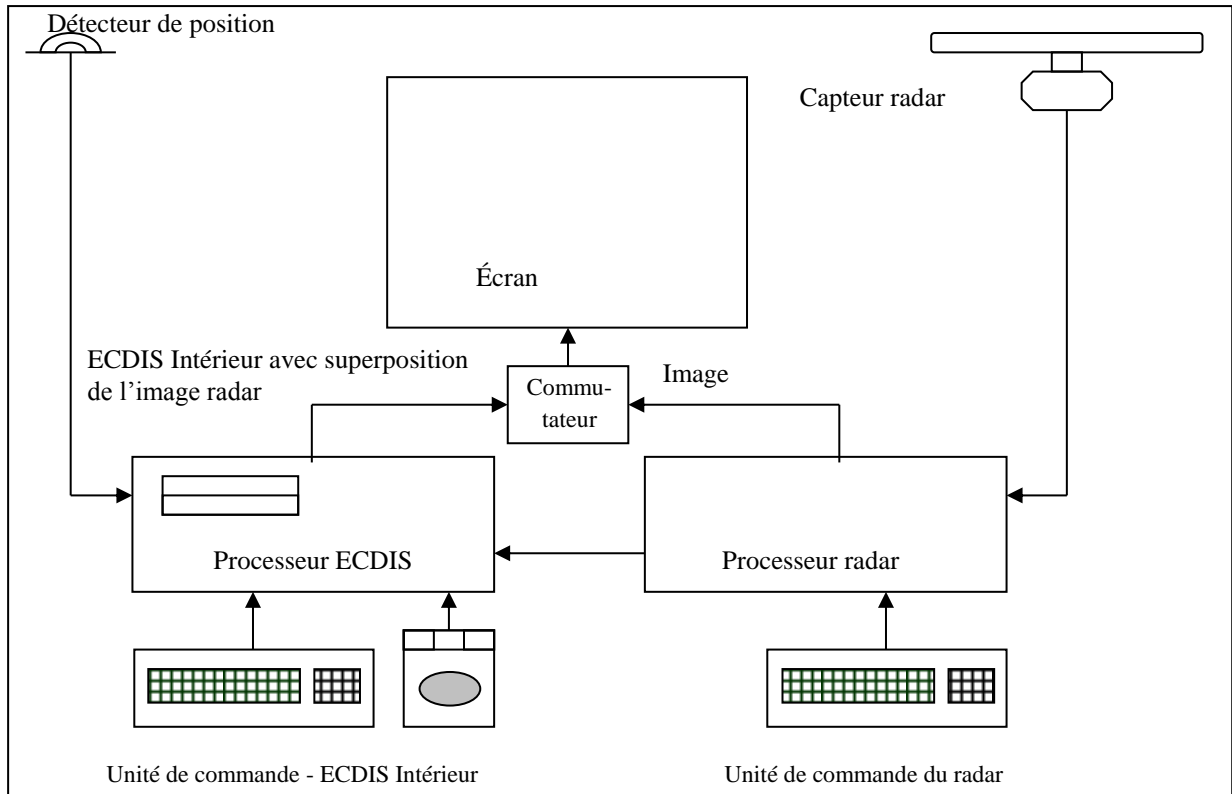 Détecteur de position
Capteur radar
Écran
ECDIS Intérieur avec superposition
de l’image radar
Commu-
tateur
Image
Processeur ECDIS
Processeur radar
Unité de commande - ECDIS Intérieur
Unité de commande du radar